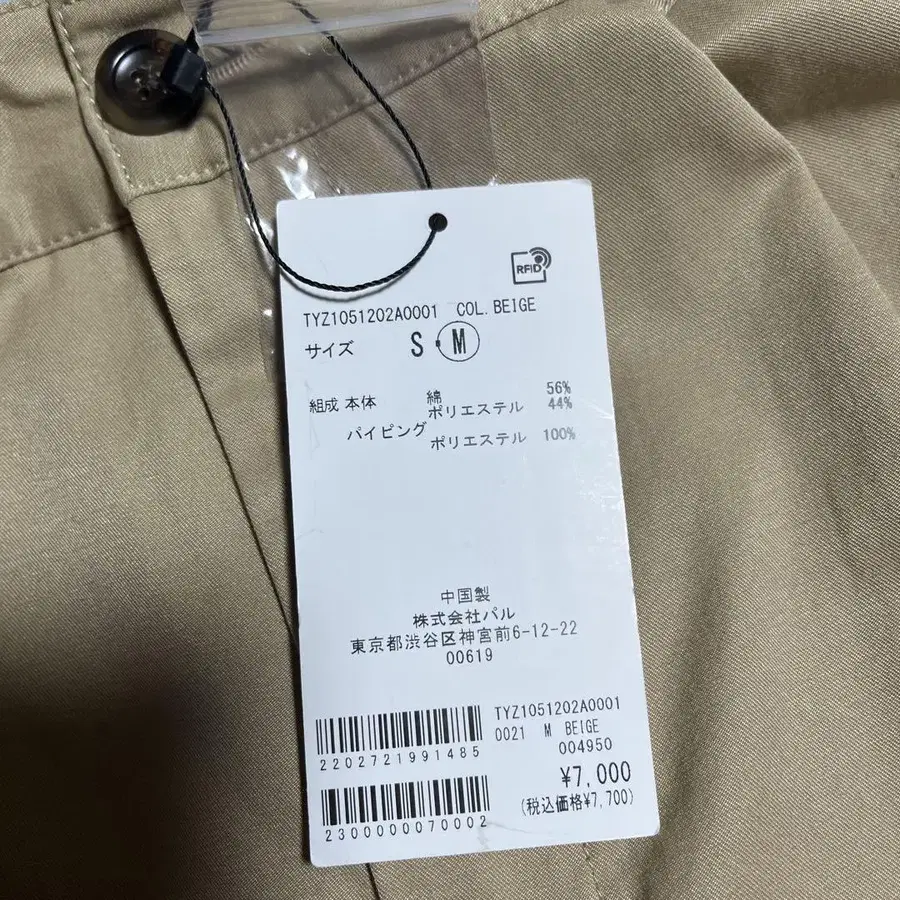 RFID
TYZ1051202A0001 COL.BEIGE
サイズ S・M
組成 本体 綿 56%
ポリエステル 44%
パイピング ポリエステル 100%
中国製
株式会社パル
東京都渋谷区神宮前6-12-22
00619
TYZ1051202A0001
0021 M BEIGE
004950
2202721991485
¥7,000
(税込価格¥7,700)
2300000070002